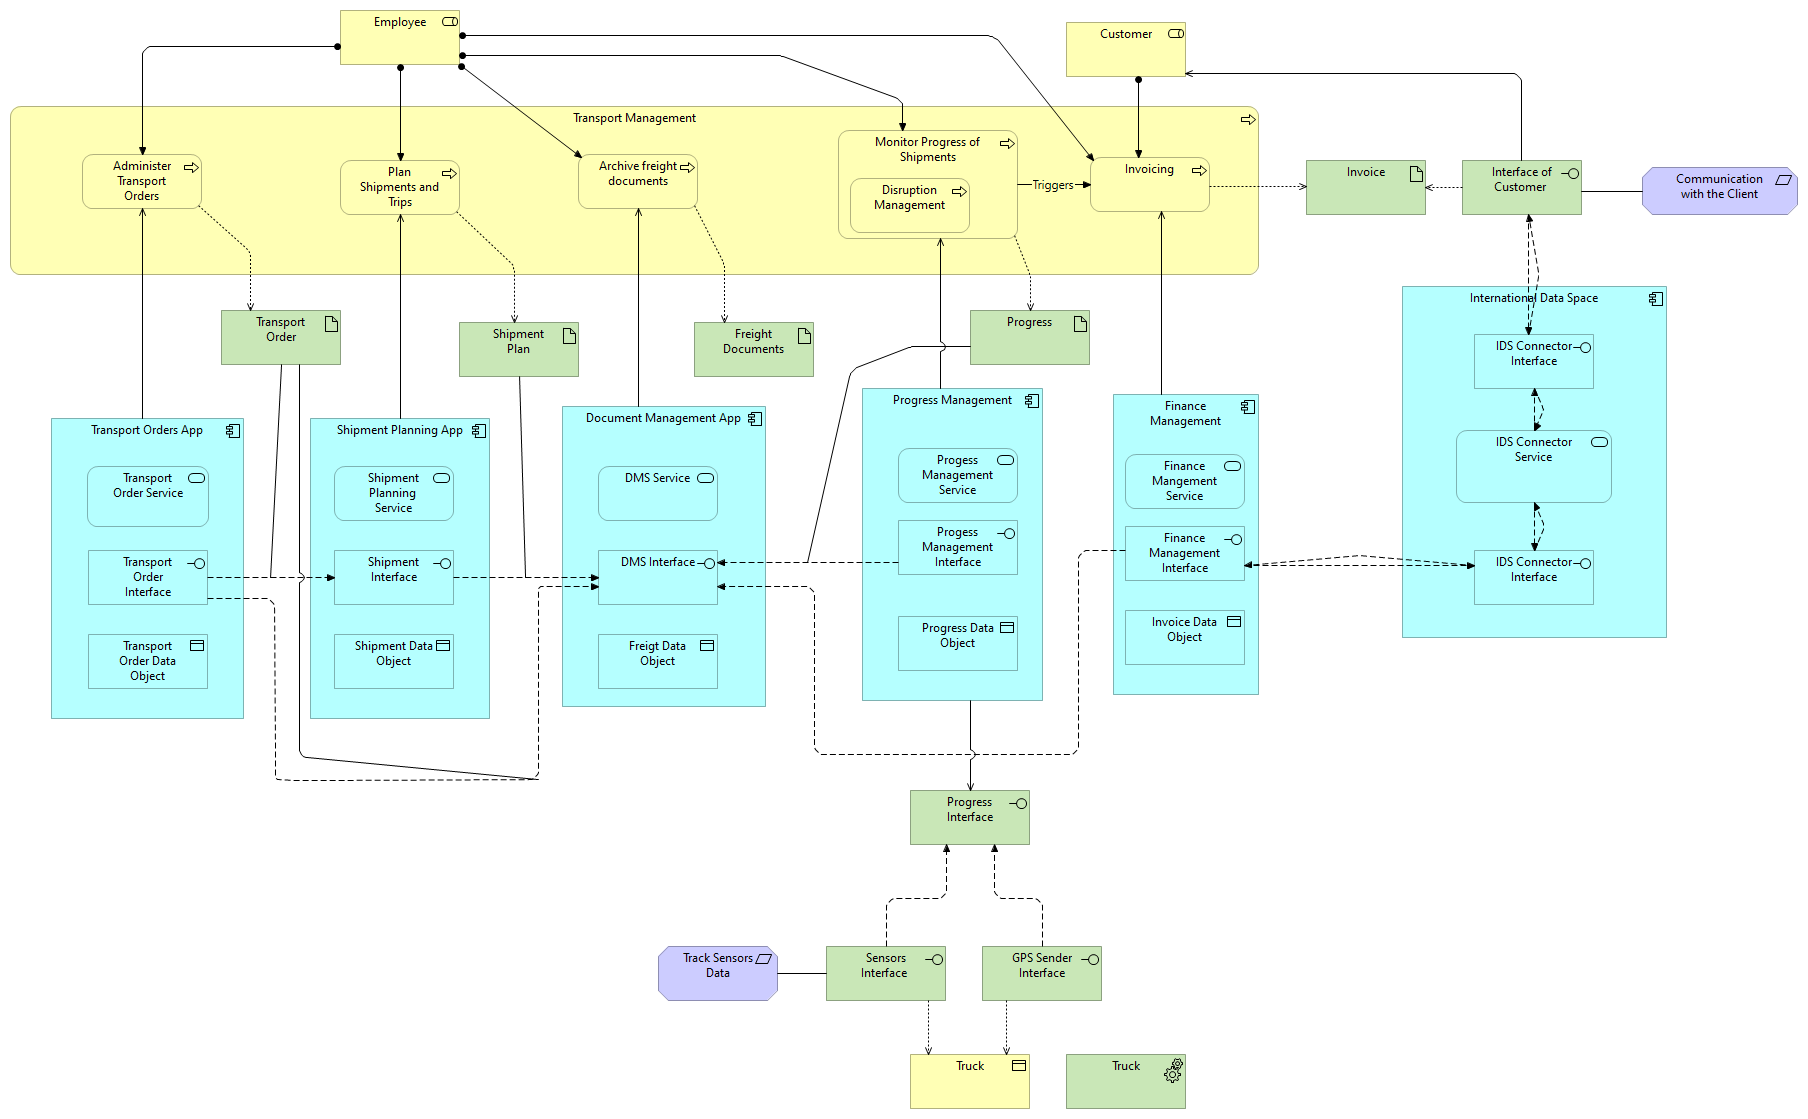 Employee
Customer
Transport Management
Administer
Transport
Orders
Plan
Shipments and
Trips
Archive freight
documents
Monitor Progress of
Shipments
Disruption
Management
Triggers
Invoicing
Invoice
Interface of
Customer
Communication
with the Client
Transport
Order
Shipment
Plan
Freight
Documents
Progress
International Data Space
IDS Connector
Interface
IDS Connector
Service
IDS Connector
Interface
Transport Orders App
Transport
Order Service
Transport
Order
Interface
Transport
Order Data
Object
Shipment Planning App
Shipment
Planning
Service
Shipment
Interface
Shipment Data
Object
Document Management App
DMS Service
DMS Interface
Freigt Data
Object
Progress Management
Progess
Management
Service
Progess
Management
Interface
Progress Data
Object
Finance
Management
Finance
Mangement
Service
Finance
Management
Interface
Invoice Data
Object
Progress
Interface
Track Sensors
Data
Sensors
Interface
GPS Sender
Interface
Truck
Truck